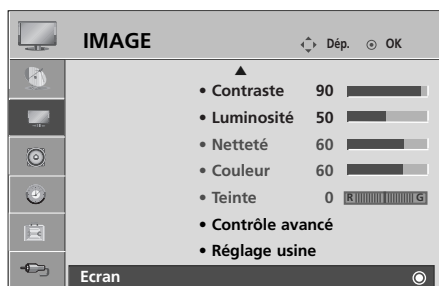 IMAGE Dép. OK
• Contraste 90
• Luminosité 50
• Netteté 60
• Couleur 60
• Teinte 0 R G
• Contrôle avancé
• Réglage usine
Ecran